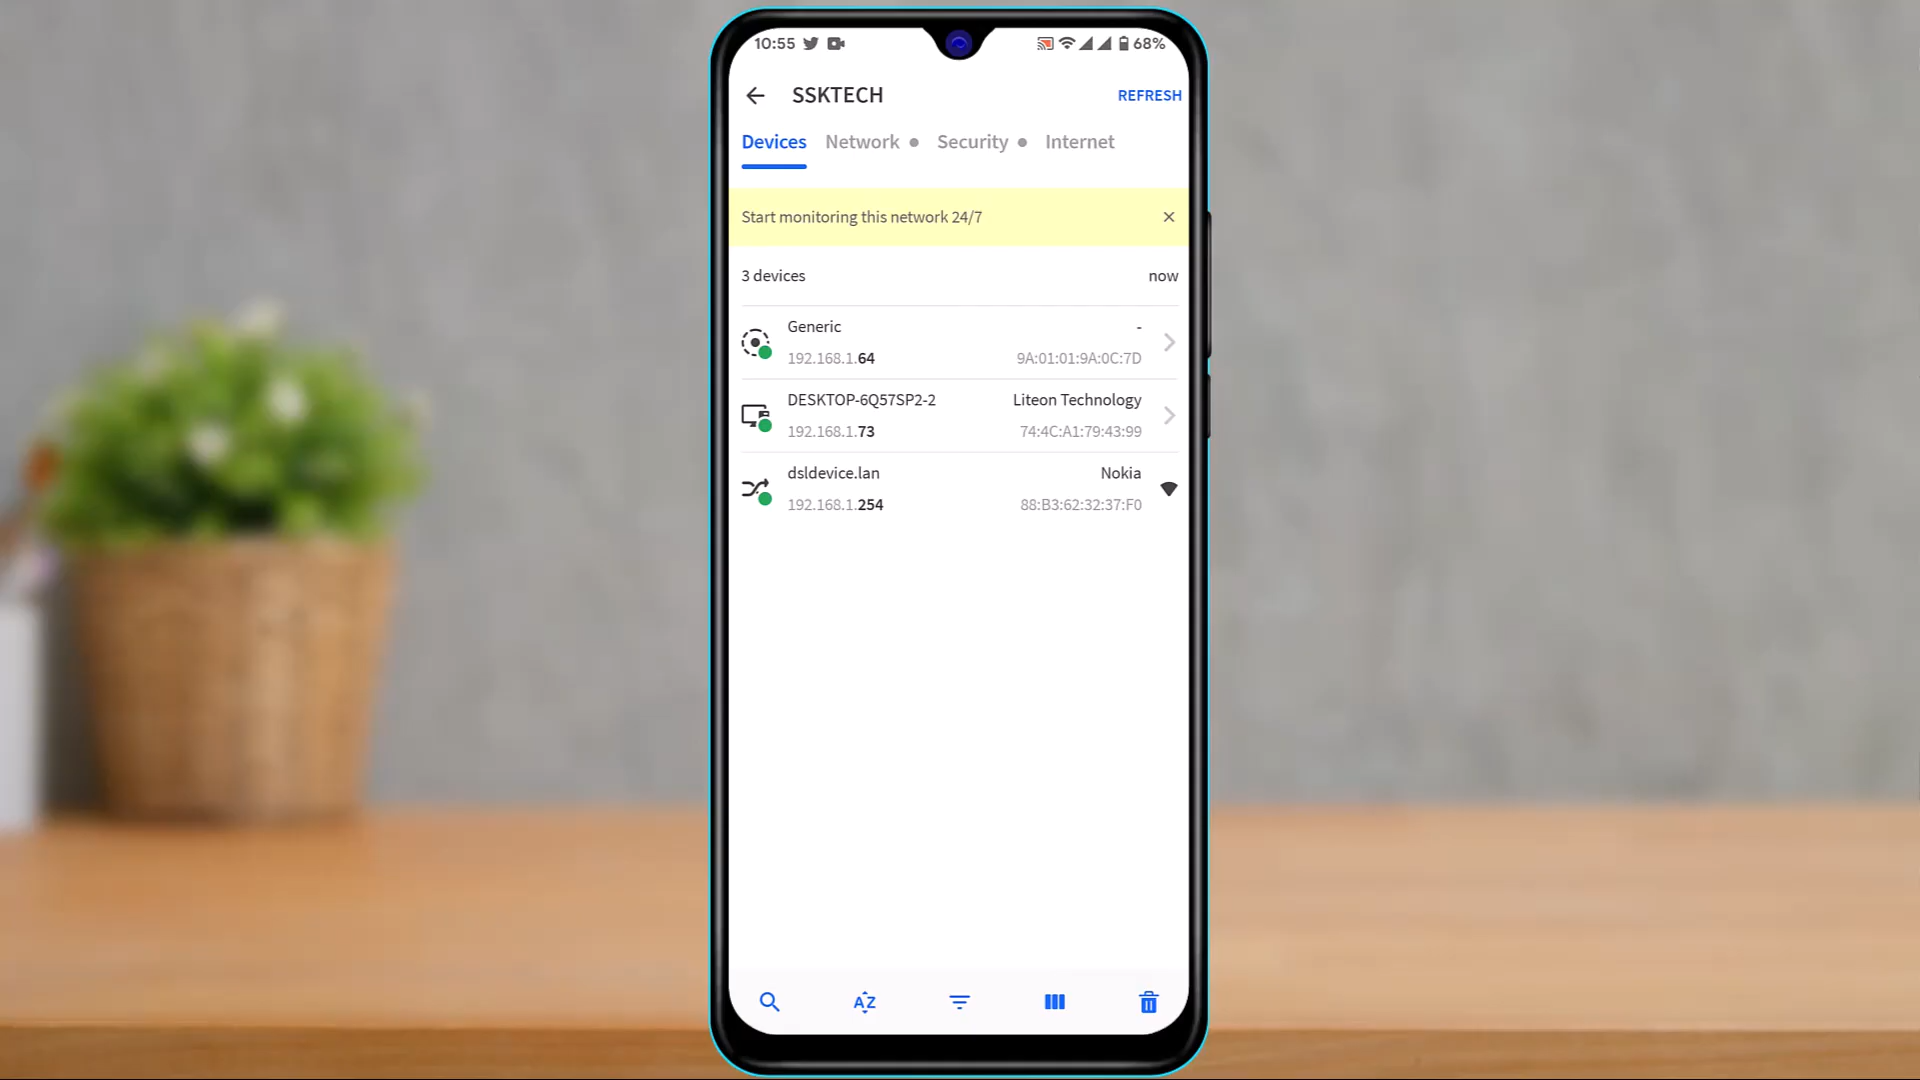 10:55 68%
SSKTECH REFRESH
Devices Network Security Internet
Start monitoring this network 24/7
3 devices now
Generic -
192.168.1.64 9A:01:01:9A:0C:7D
DESKTOP-6Q57SP2-2 Liteon Technology
192.168.1.73 74:4C:A1:79:43:99
dsldevice.lan Nokia
192.168.1.254 88:B3:62:32:37:F0
AZ